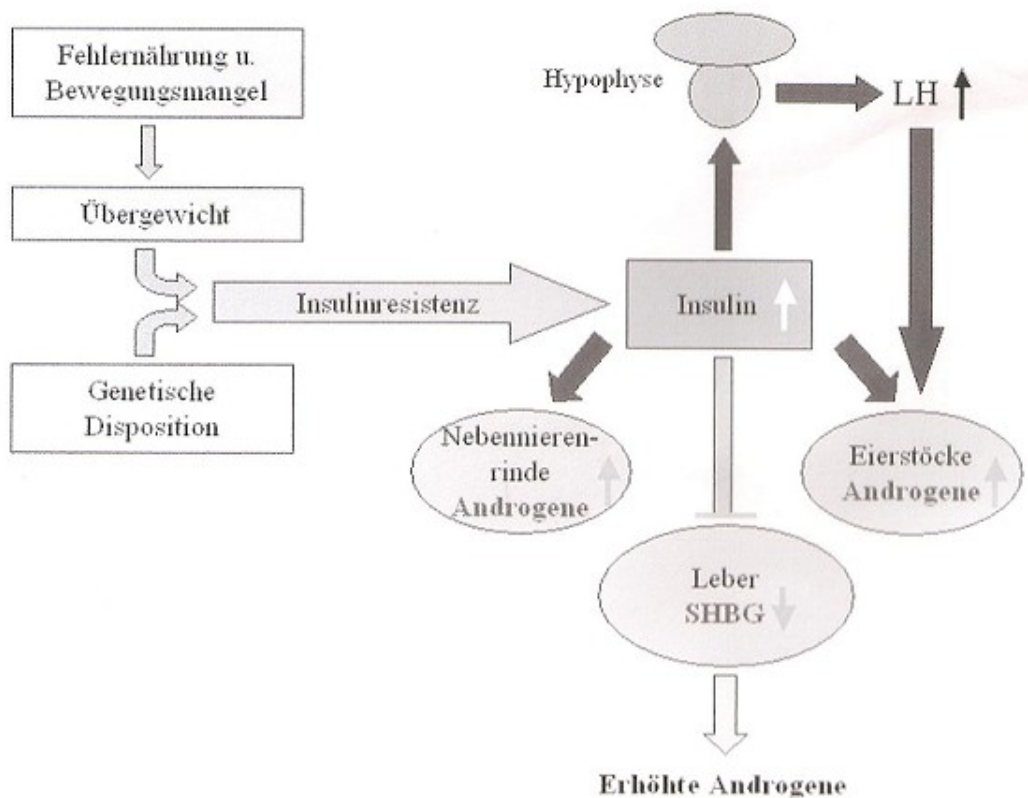 Fehlernährung u.
Bewegungsmangel
Übergewicht
Genetische
Disposition
Insulinresistenz
Hypophyse
LH
Insulin
Nebennieren-
rinde
Androgene
Eierstöcke
Androgene
Leber
SHBG
Erhöhte Androgene